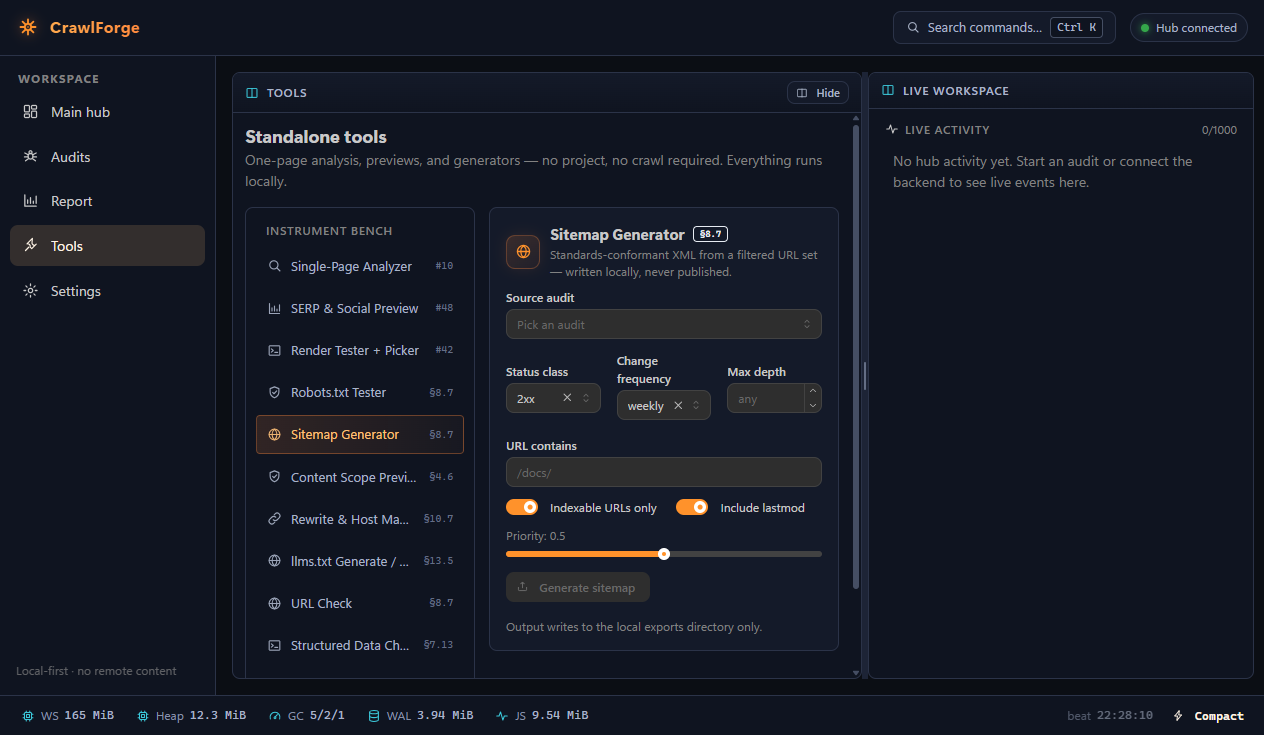 CrawlForge
Search commands... Ctrl K
Hub connected
WORKSPACE
Main hub
Audits
Report
Tools
Settings
Local-first · no remote content
TOOLS
Hide
Standalone tools
One-page analysis, previews, and generators — no project, no crawl required. Everything runs
locally.
INSTRUMENT BENCH
Single-Page Analyzer #10
SERP & Social Preview #48
Render Tester + Picker #42
Robots.txt Tester §8.7
Sitemap Generator §8.7
Content Scope Previ... §4.6
Rewrite & Host Ma... §10.7
llms.txt Generate / ... §13.5
URL Check §8.7
Structured Data Ch... §7.13
Sitemap Generator §8.7
Standards-conformant XML from a filtered URL set
— written locally, never published.
Source audit
Pick an audit
Status class
2xx
Change
frequency
weekly
Max depth
any
URL contains
/docs/
Indexable URLs only
Include lastmod
Priority: 0.5
Generate sitemap
Output writes to the local exports directory only.
LIVE WORKSPACE
LIVE ACTIVITY 0/1000
No hub activity yet. Start an audit or connect the
backend to see live events here.
WS 165 MiB
Heap 12.3 MiB
GC 5/2/1
WAL 3.94 MiB
JS 9.54 MiB
beat 22:28:10
Compact